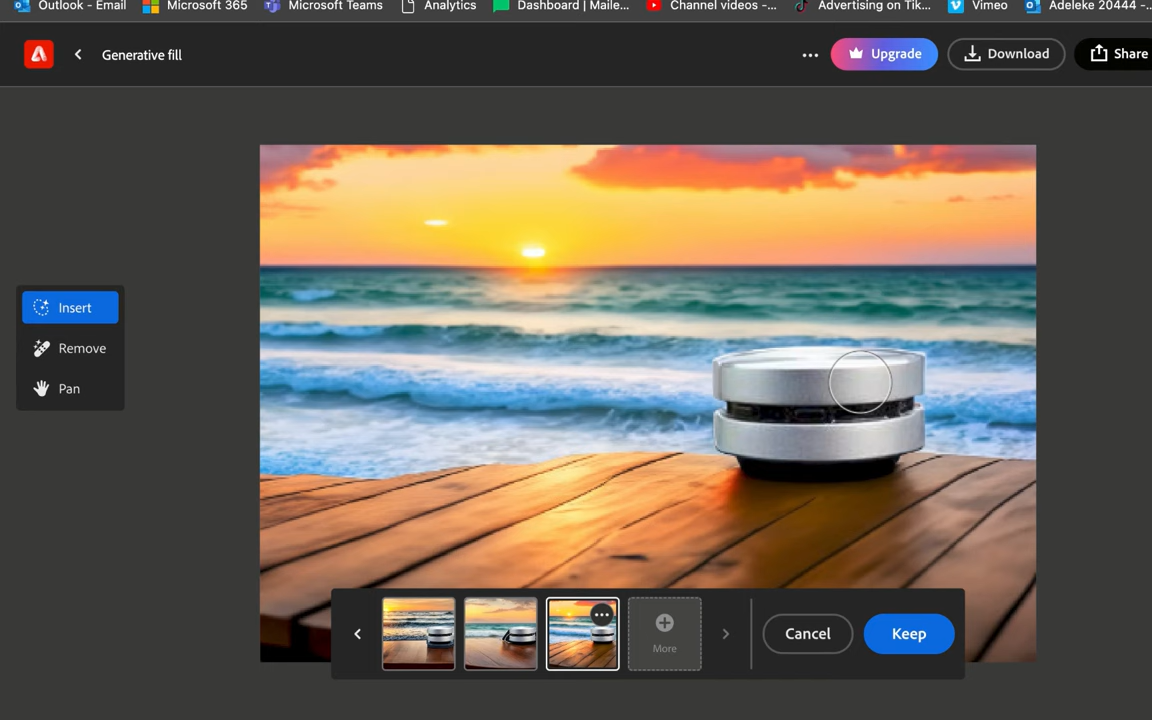 Outlook - Email Microsoft 365 Microsoft Teams Analytics Dashboard | Maile... Channel videos -... Advertising on Tik... Vimeo Adeleke 20444 -...
Generative fill
Upgrade
Download
Share
Insert
Remove
Pan
More
Cancel
Keep